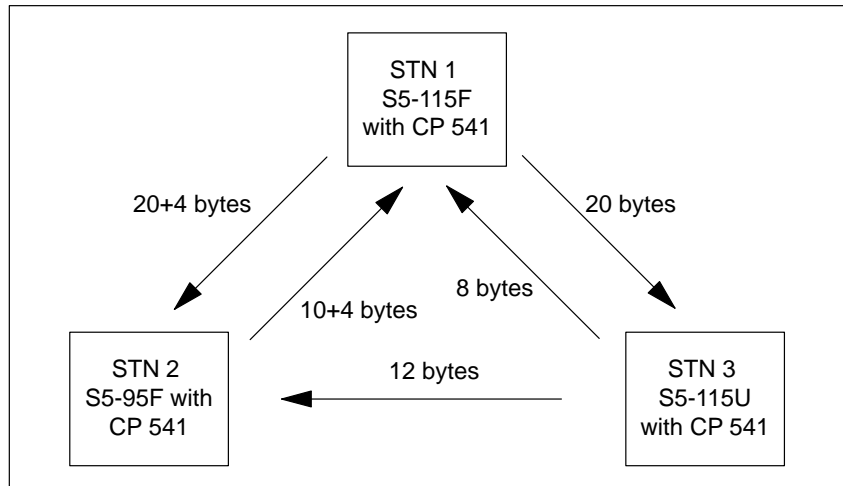 STN 1
S5-115F
with CP 541
20+4 bytes
20 bytes
10+4 bytes
8 bytes
STN 2
S5-95F with
CP 541
12 bytes
STN 3
S5-115U
with CP 541